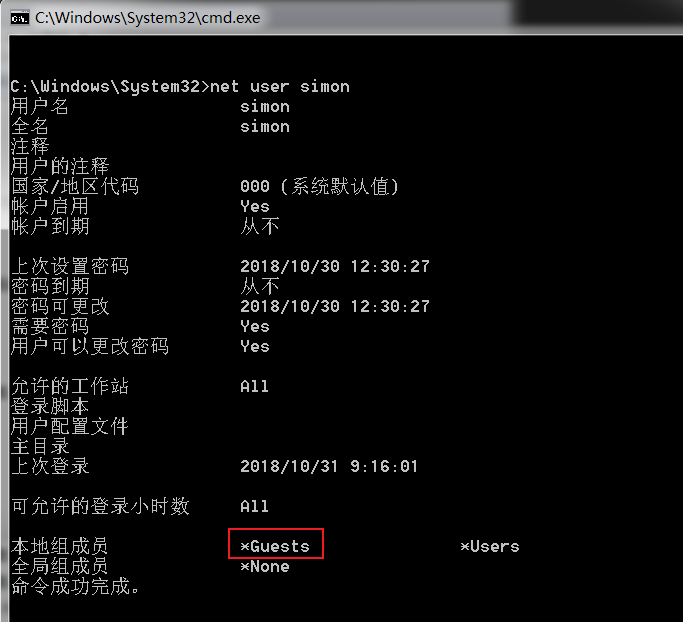 C:\Windows\System32\cmd.exe
C:\Windows\System32>net user simon
用户名 simon
全名 simon
注释
用户的注释
国家/地区代码 000 (系统默认值)
帐户启用 Yes
帐户到期 从不
上次设置密码 2018/10/30 12:30:27
密码到期 从不
密码可更改 2018/10/30 12:30:27
需要密码 Yes
用户可以更改密码 Yes
允许的工作站 All
登录脚本
用户配置文件
主目录
上次登录 2018/10/31 9:16:01
可允许的登录小时数 All
本地组成员 *Guests *Users
全局组成员 *None
命令成功完成。